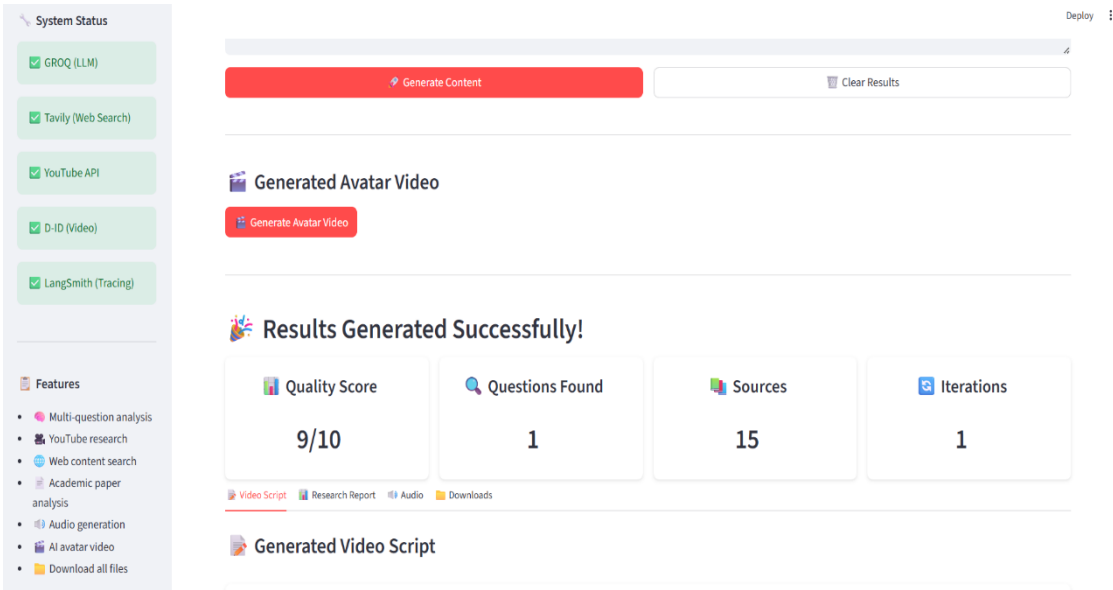 System Status
GROQ (LLM)
Tavily (Web Search)
YouTube API
D-ID (Video)
LangSmith (Tracing)
Features
Multi-question analysis
YouTube research
Web content search
Academic paper
analysis
Audio generation
AI avatar video
Download all files
Deploy
Generate Content
Clear Results
Generated Avatar Video
Generate Avatar Video
Results Generated Successfully!
Quality Score
9/10
Questions Found
1
Sources
15
Iterations
1
Video Script
Research Report
Audio
Downloads
Generated Video Script